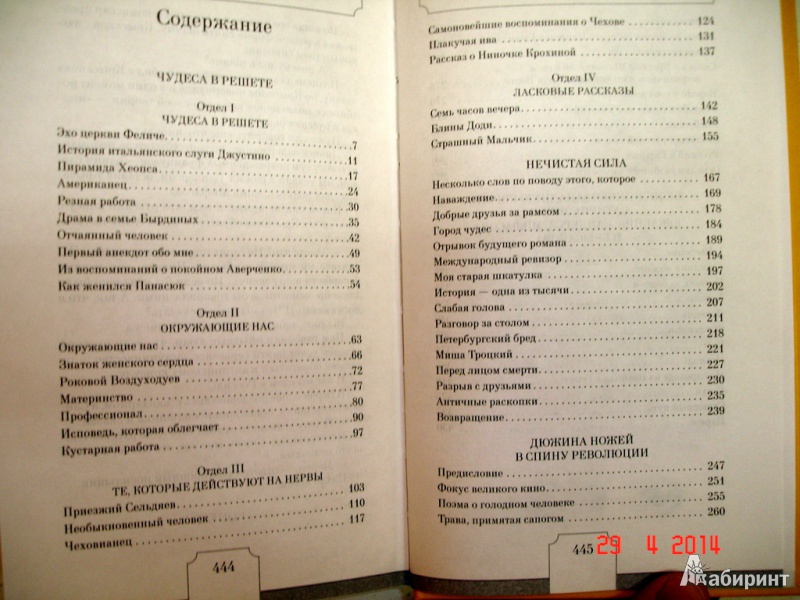 Содержание
ЧУДЕСА В РЕШЕТЕ
Отдел I
ЧУДЕСА В РЕШЕТЕ
Эхо церкви Феличе. 7
История итальянского слуги Джустино 11
Пирамида Хеопса. 17
Американец. 24
Резная работа 30
Драма в семье Бырдиных 35
Отчаянный человек 42
Первый анекдот обо мне 49
Из воспоминаний о покойном Аверченко. 53
Как женился Панасюк 54
Отдел II
ОКРУЖАЮЩИЕ НАС
Окружающие нас 63
Знаток женского сердца 66
Роковой Воздуходуев 72
Материнство 77
Профессионал. 80
Исповедь, которая облегчает 90
Кустарная работа 97
Отдел III
ТЕ, КОТОРЫЕ ДЕЙСТВУЮТ НА НЕРВЫ
Приезжий Сельдяев 103
Необыкновенный человек 110
Чеховианец 117
444
Самоновейшие воспоминания о Чехове 124
Плакучая ива 131
Рассказ о Ниночке Крохиной 137
Отдел IV
ЛАСКОВЫЕ РАССКАЗЫ
Семь часов вечера. 142
Блины Доди. 148
Страшный Мальчик. 155
НЕЧИСТАЯ СИЛА
Несколько слов по поводу этого, которое 167
Наваждение. 169
Добрые друзья за рамсом 178
Город чудес 184
Отрывок будущего романа 189
Международный ревизор 194
Моя старая шкатулка 197
История — одна из тысячи. 202
Слабая голова 207
Разговор за столом 211
Петербургский бред 218
Миша Троцкий 221
Перед лицом смерти 227
Разрыв с друзьями 230
Античные раскопки 235
Возвращение 239
ДЮЖИНА НОЖЕЙ
В СПИНУ РЕВОЛЮЦИИ
Предисловие 247
Фокус великого кино 251
Поэма о голодном человеке 255
Трава, примятая сапогом 260
445
29 4 2014
Лабиринт